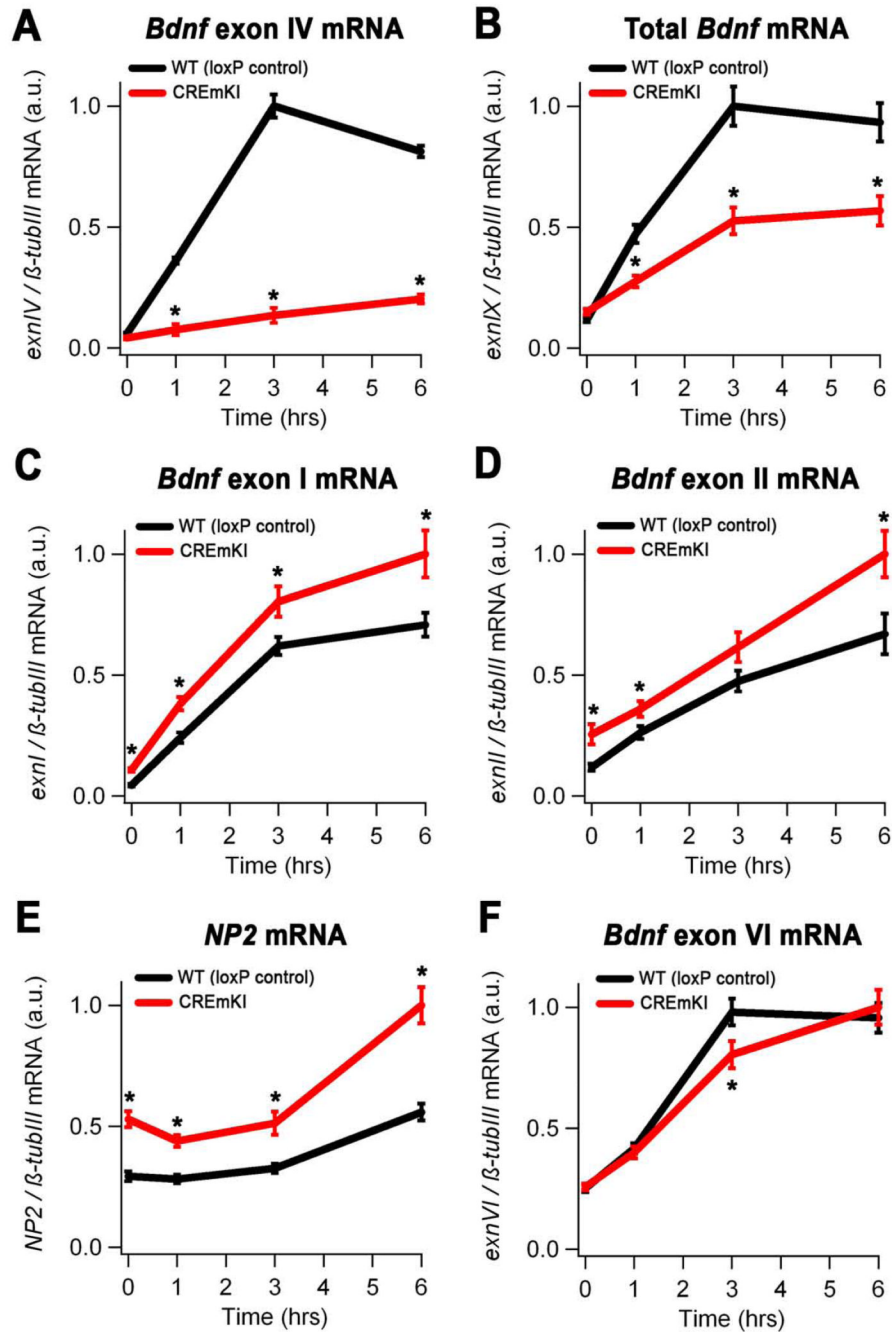 A
Bdnf exon IV mRNA
WT (loxP control)
CREmKI
exnIV / ß-tubIII mRNA (a.u.)
1.0
*
*
*
0.5
0.0
0 1 2 3 4 5 6
Time (hrs)
B
Total Bdnf mRNA
WT (loxP control)
CREmKI
exnIX / ß-tubIII mRNA (a.u.)
1.0
*
*
*
0.5
0.0
0 1 2 3 4 5 6
Time (hrs)
C
Bdnf exon I mRNA
WT (loxP control)
CREmKI
exnI / ß-tubIII mRNA (a.u.)
1.0
*
*
*
*
0.5
0.0
0 1 2 3 4 5 6
Time (hrs)
D
Bdnf exon II mRNA
WT (loxP control)
CREmKI
exnII / ß-tubIII mRNA (a.u.)
1.0
*
*
*
0.5
0.0
0 1 2 3 4 5 6
Time (hrs)
E
NP2 mRNA
WT (loxP control)
CREmKI
NP2 / ß-tubIII mRNA (a.u.)
1.0
*
*
*
*
0.5
0.0
0 1 2 3 4 5 6
Time (hrs)
F
Bdnf exon VI mRNA
WT (loxP control)
CREmKI
exnVI / ß-tubIII mRNA (a.u.)
1.0
*
0.5
0.0
0 1 2 3 4 5 6
Time (hrs)